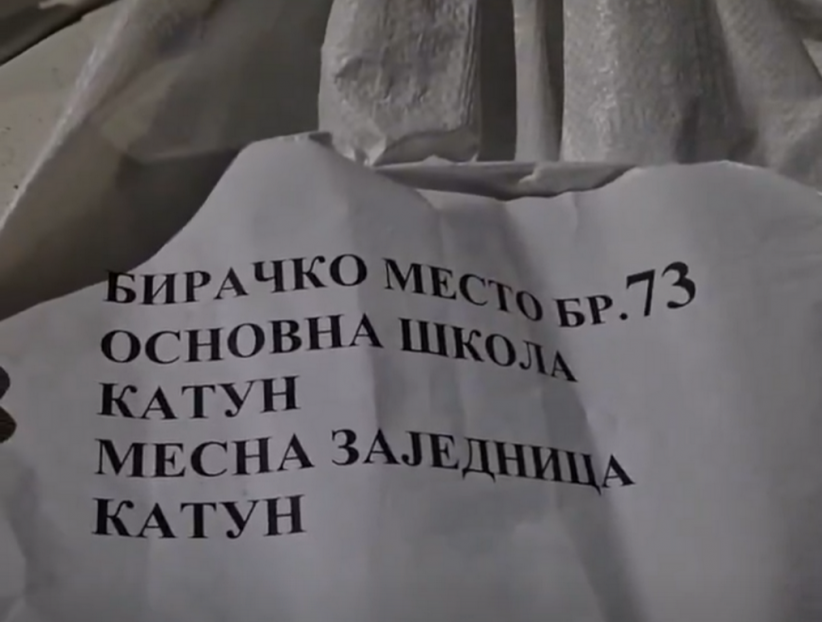 БИРАЧКО МЕСТО БР.73
ОСНОВНА ШКОЛА
КАТУН
МЕСНА ЗАЈЕДНИЦА
КАТУН